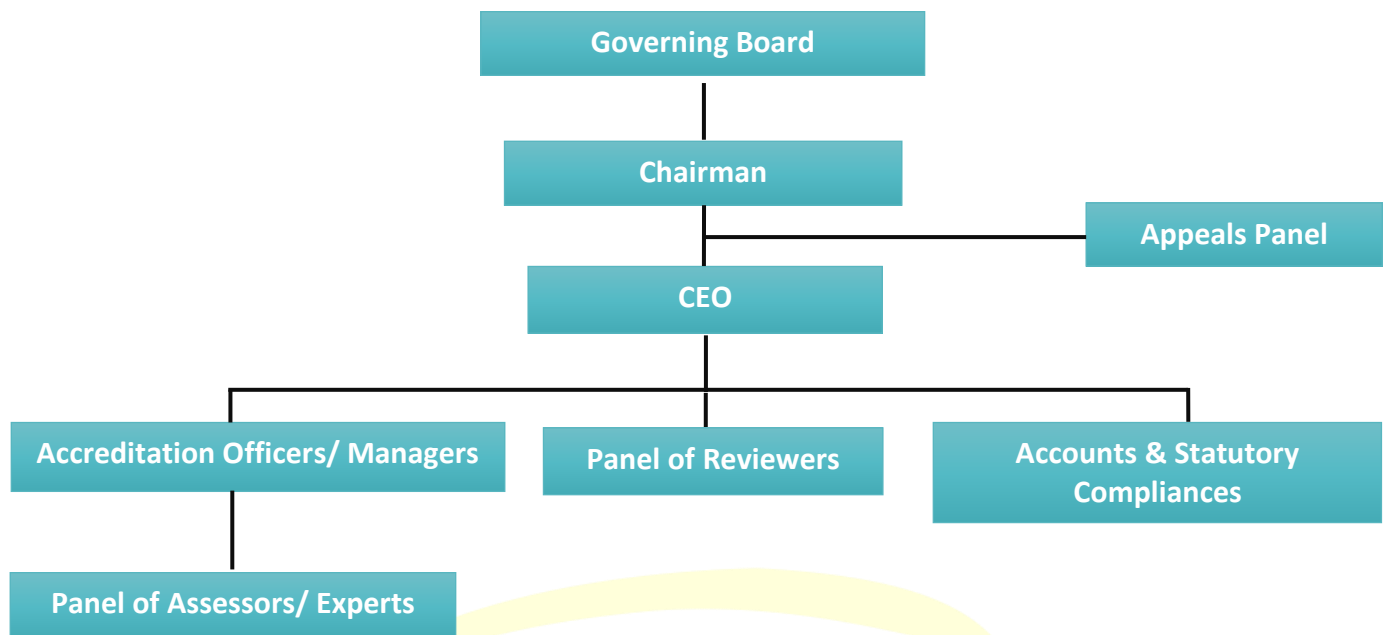 Governing Board
Chairman
Appeals Panel
CEO
Accreditation Officers/ Managers
Panel of Reviewers
Accounts & Statutory
Compliances
Panel of Assessors/ Experts